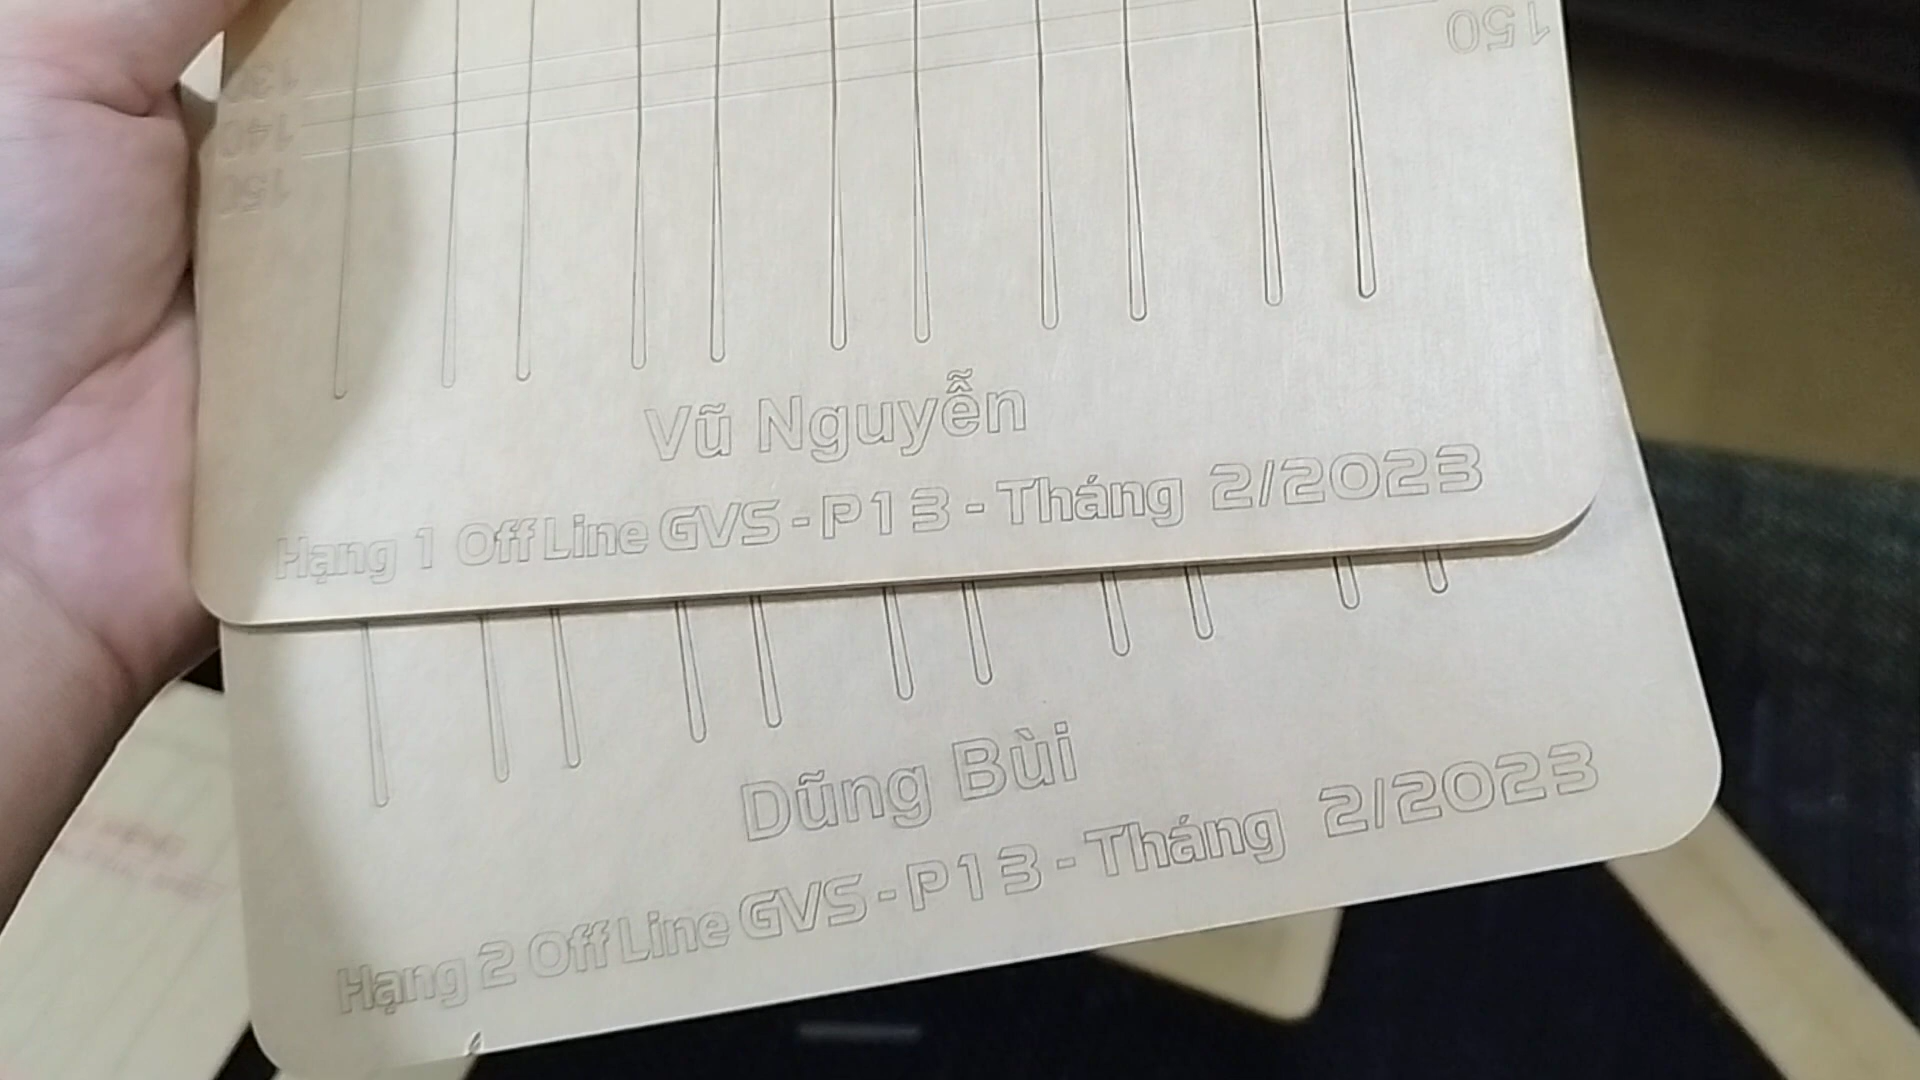 150
130
140
150
Vũ Nguyễn
Hạng 1 Off Line GVS - P13 - Tháng 2/2023
Dũng Bùi
Hạng 2 Off Line GVS - P13 - Tháng 2/2023